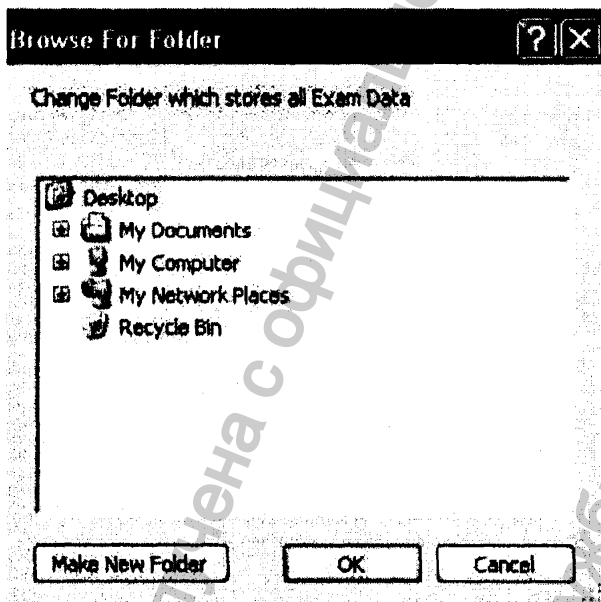 Browse For Folder
Change Folder which stores all Exam Data
Desktop
My Documents
My Computer
My Network Places
Recycle Bin
Make New Folder
OK
Cancel